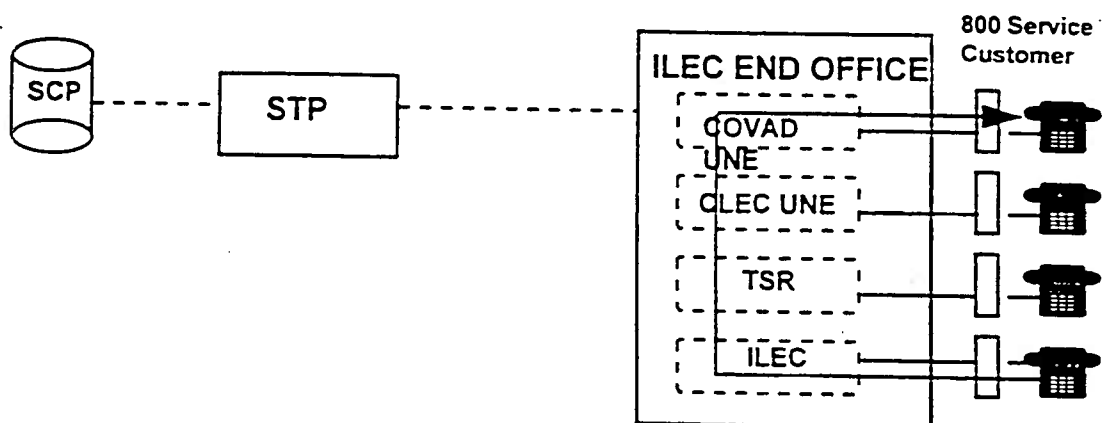 800 Service
Customer
ILEC END OFFICE
SCP
STP
COVAD
UNE
CLEC UNE
TSR
ILEC